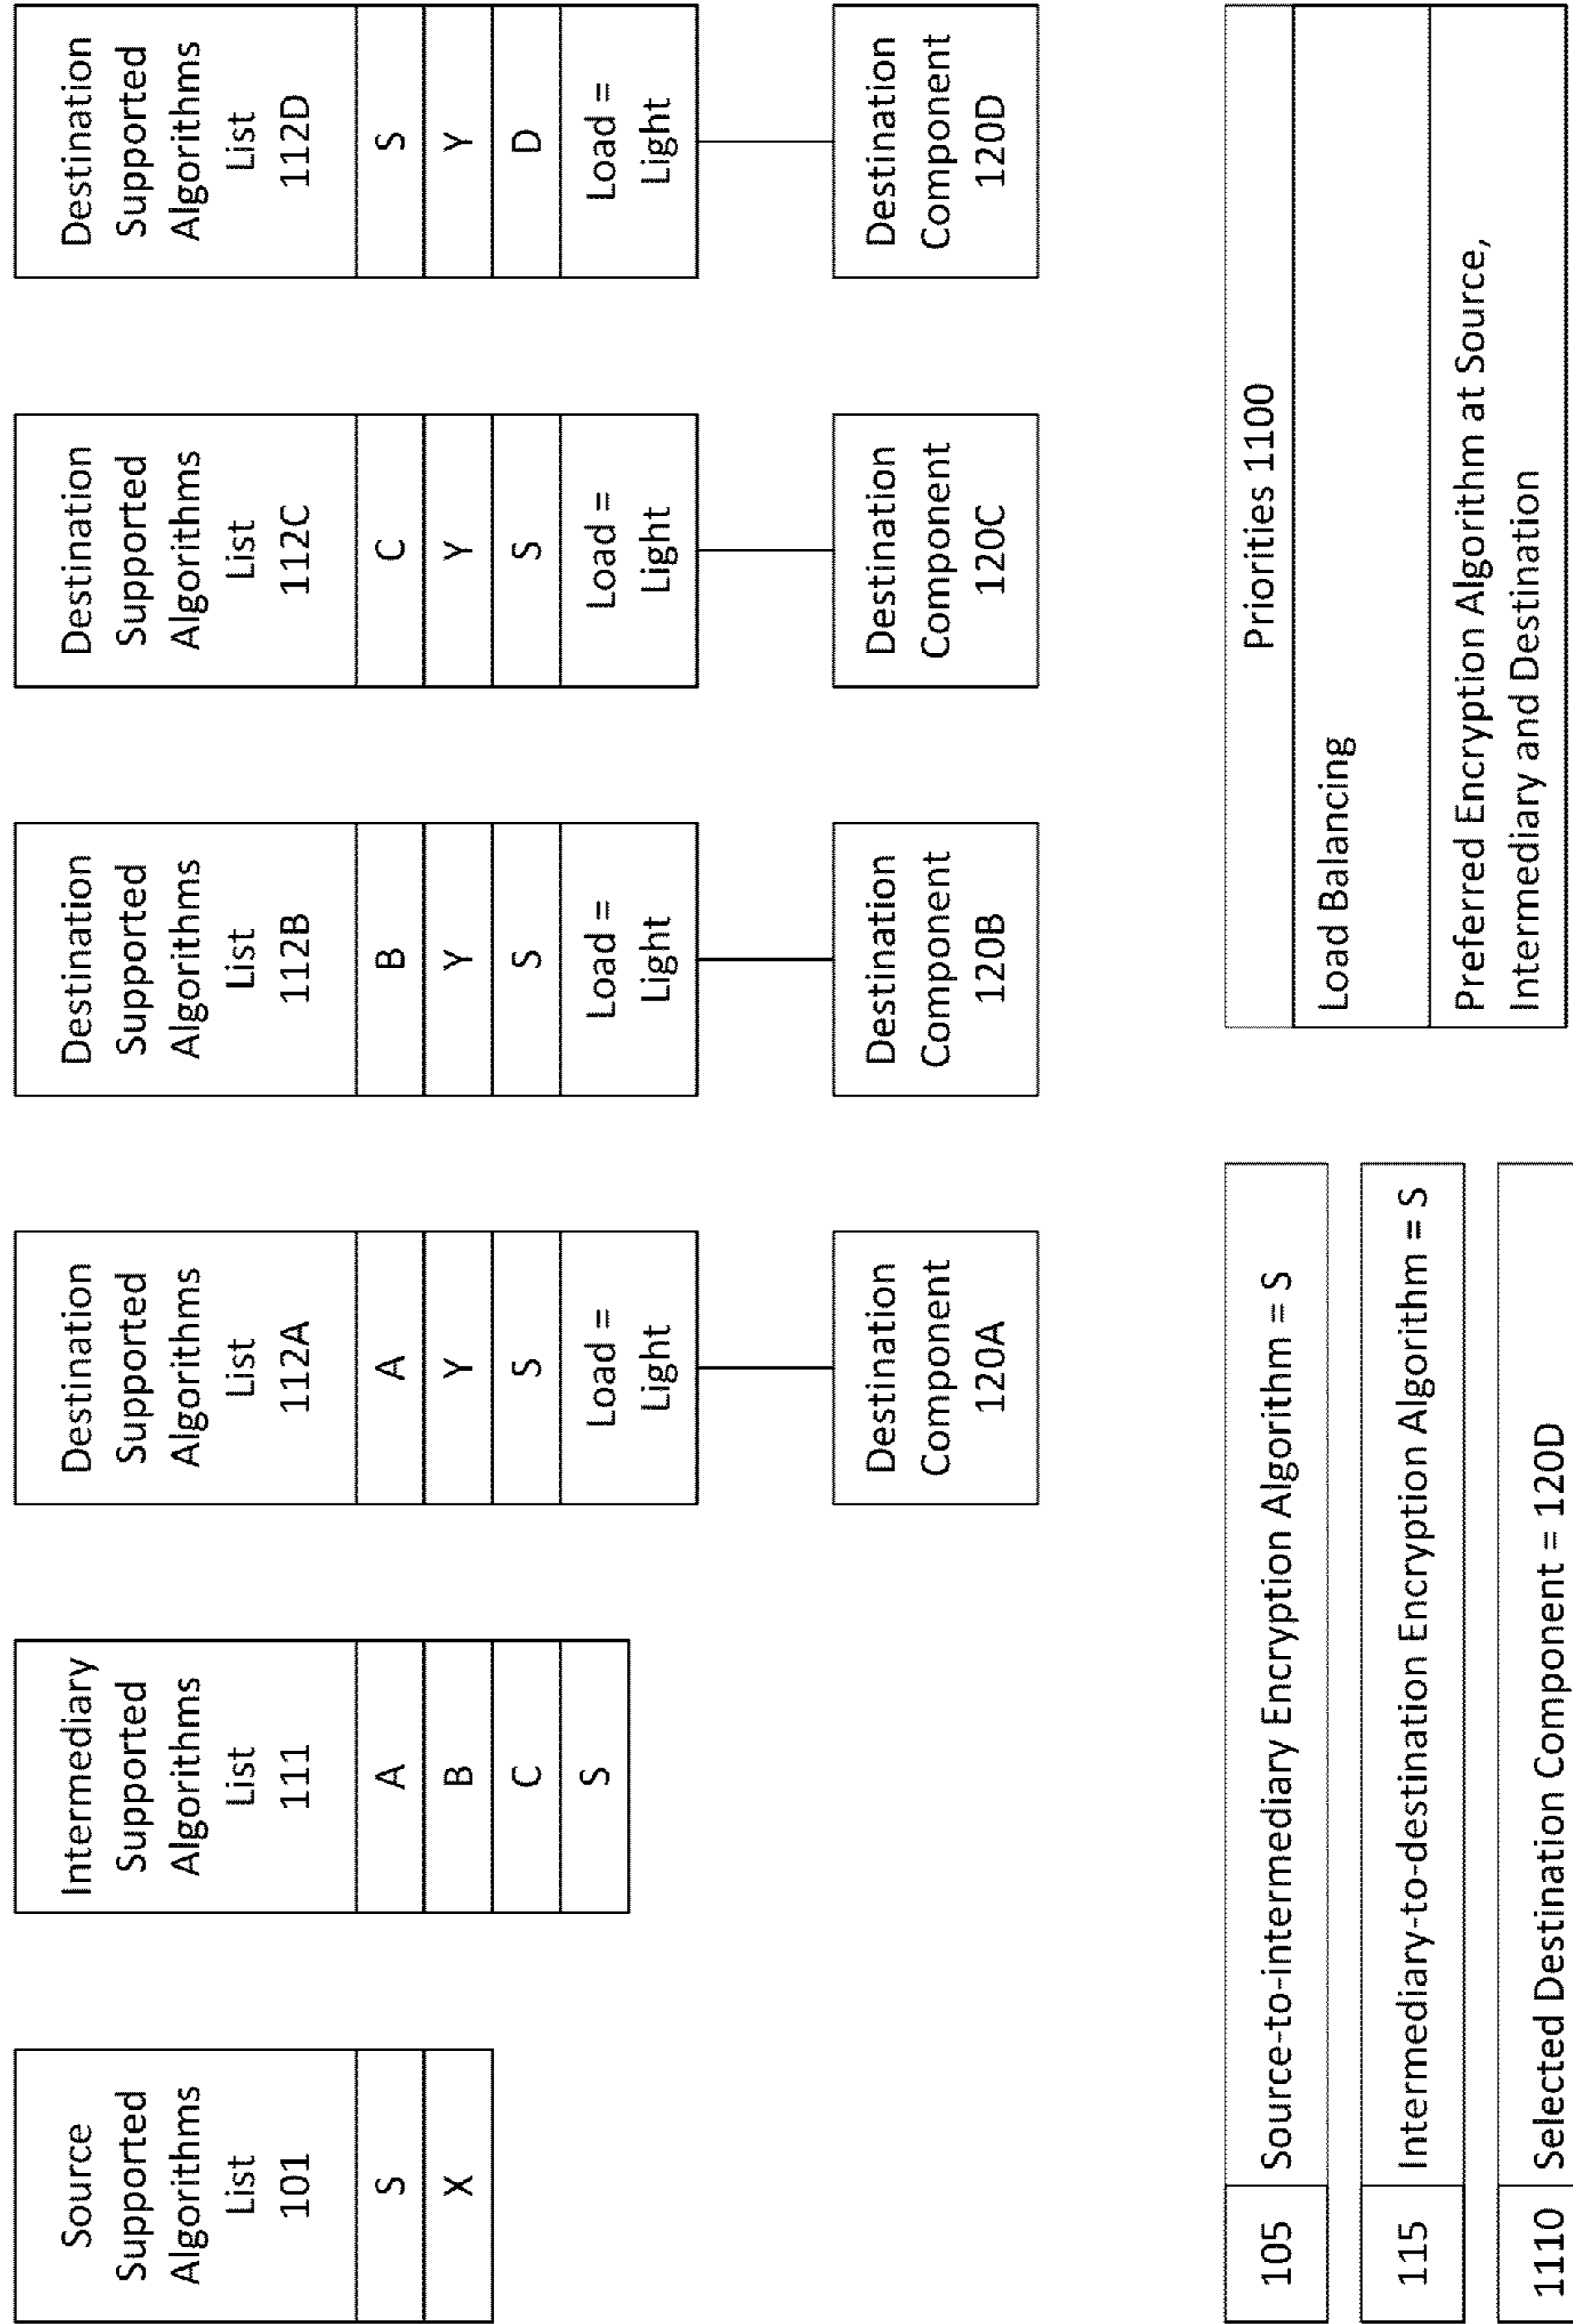 Source
Supported
Algorithms
List
101
S
X
Intermediary
Supported
Algorithms
List
111
A
B
C
S
Destination
Supported
Algorithms
List
112A
A
Y
S
Load =
Light
Destination
Component
120A
Destination
Supported
Algorithms
List
112B
B
Y
S
Load =
Light
Destination
Component
120B
Destination
Supported
Algorithms
List
112C
C
Y
S
Load =
Light
Destination
Component
120C
Destination
Supported
Algorithms
List
112D
S
Y
D
Load =
Light
Destination
Component
120D
105 Source-to-intermediary Encryption Algorithm = S
115 Intermediary-to-destination Encryption Algorithm = S
1110 Selected Destination Component = 120D
Priorities 1100
Load Balancing
Preferred Encryption Algorithm at Source,
Intermediary and Destination